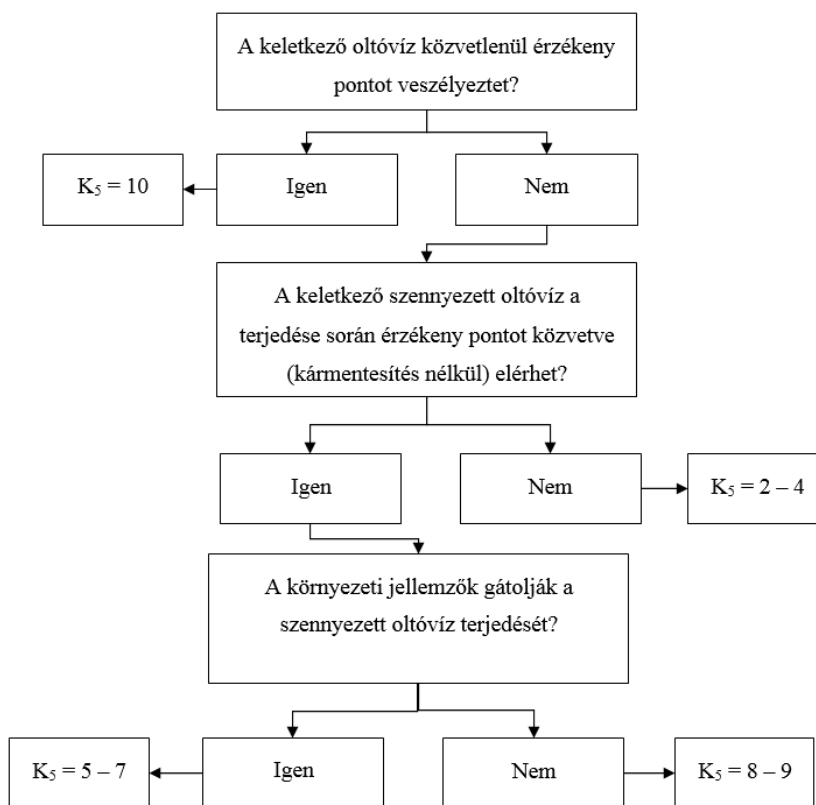 A keletkező oltóvíz közvetlenül érzékeny
pontot veszélyeztet?
K₅ = 10
Igen
Nem
A keletkező szennyezett oltóvíz a
terjedése során érzékeny pontot közvetve
(kármentesítés nélkül) elérhet?
Igen
Nem
K₅ = 2 – 4
A környezeti jellemzők gátolják a
szennyezett oltóvíz terjedését?
K₅ = 5 – 7
Igen
Nem
K₅ = 8 – 9